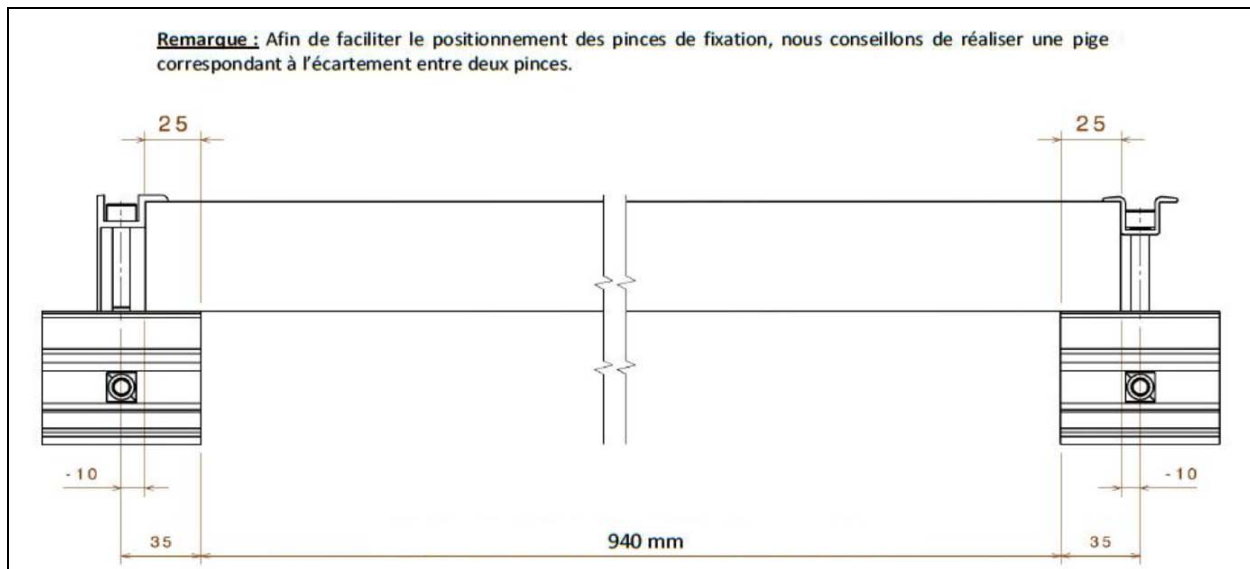 Remarque : Afin de faciliter le positionnement des pinces de fixation, nous conseillons de réaliser une pige
correspondant à l'écartement entre deux pinces.
25
25
-10
-10
35
940 mm
35